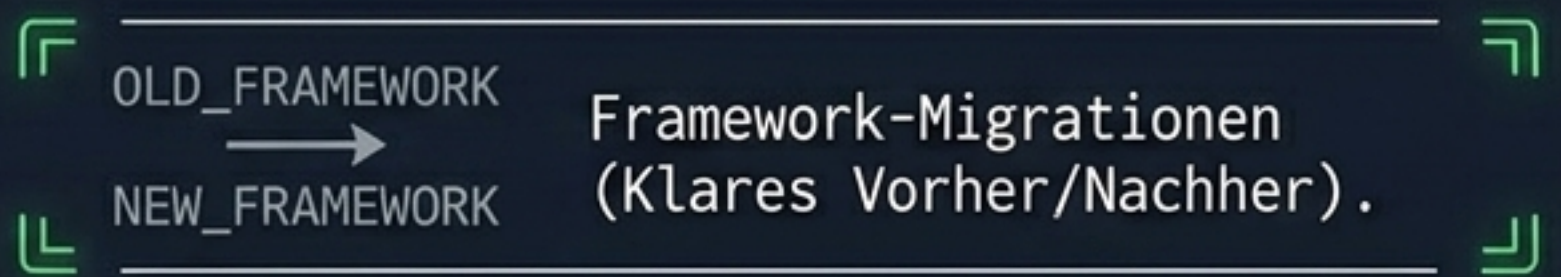 OLD_FRAMEWORK
NEW_FRAMEWORK
Framework-Migrationen
(Klares Vorher/Nachher).